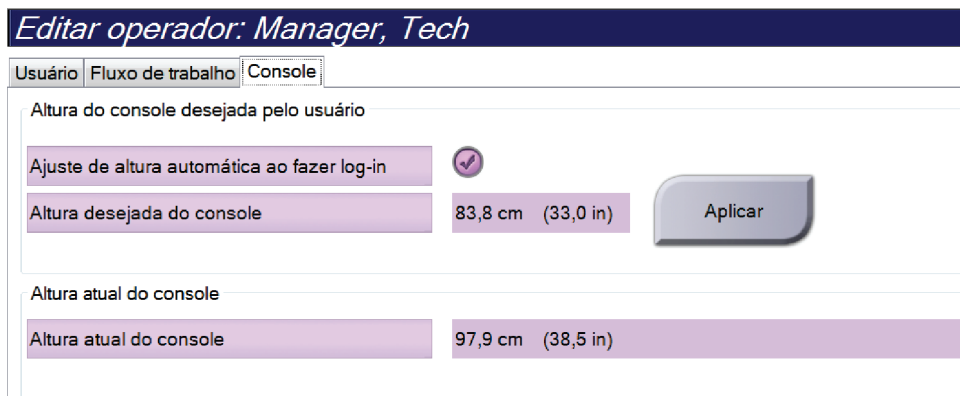 Editar operador: Manager, Tech
Usuário Fluxo de trabalho Console
Altura do console desejada pelo usuário
Ajuste de altura automática ao fazer log-in
Altura desejada do console 83,8 cm (33,0 in) Aplicar
Altura atual do console
Altura atual do console 97,9 cm (38,5 in)